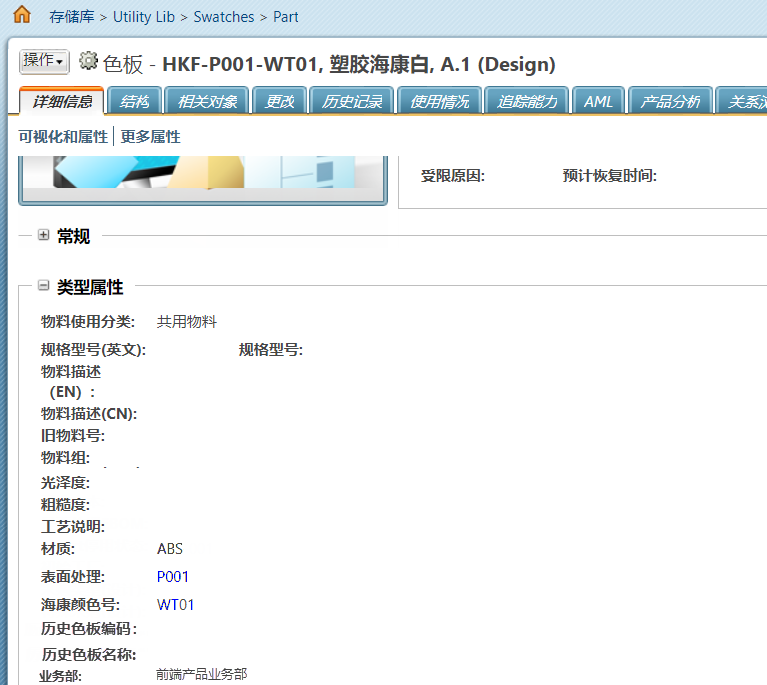 存储库 > Utility Lib > Swatches > Part
操作 色板 - HKF-P001-WT01, 塑胶海康白, A.1 (Design)
详细信息 结构 相关对象 更改 历史记录 使用情况 追踪能力 AML 产品分析 关系
可视化和属性 更多属性
受限原因: 预计恢复时间:
常规
类型属性
物料使用分类: 共用物料
规格型号(英文): 规格型号:
物料描述
（EN）:
物料描述(CN):
旧物料号:
物料组:
光泽度:
粗糙度:
工艺说明:
材质: ABS
表面处理: P001
海康颜色号: WT01
历史色板编码:
历史色板名称:
业务部: 前端产品业务部